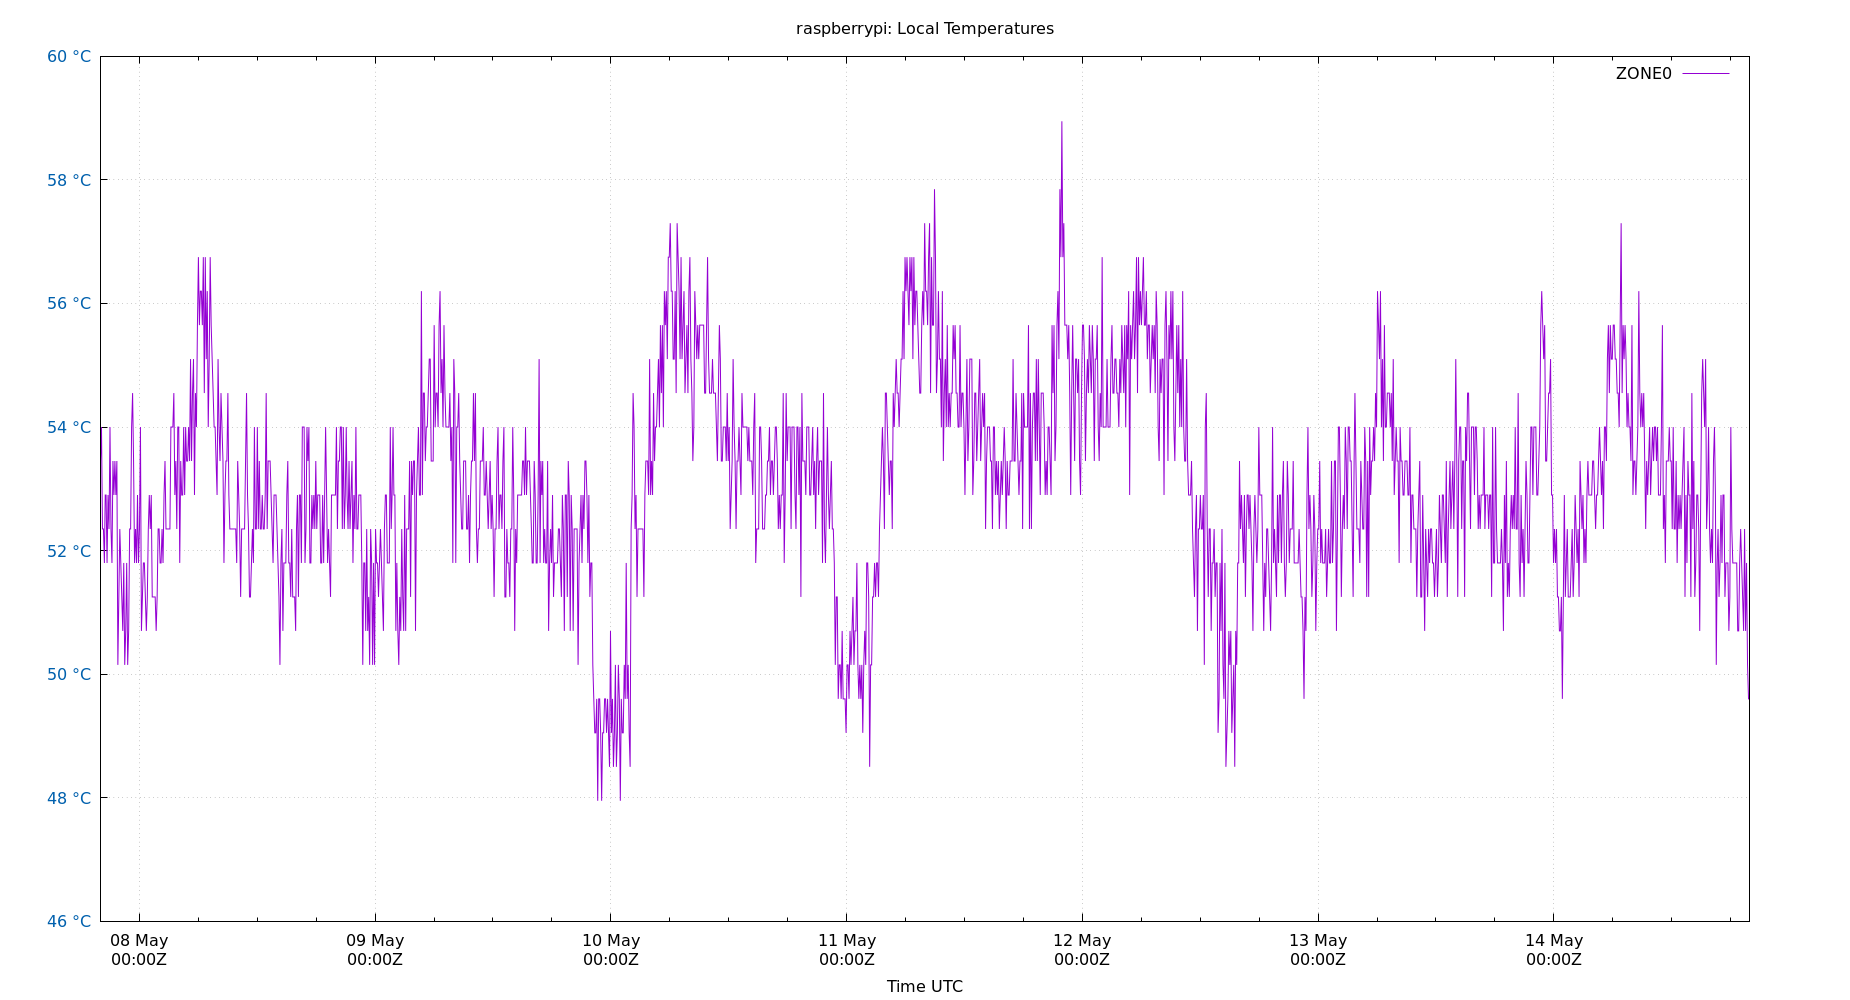 raspberrypi: Local Temperatures
60 °C
ZONE0
58 °C
56 °C
54 °C
52 °C
50 °C
48 °C
46 °C
08 May
00:00Z
09 May
00:00Z
10 May
00:00Z
11 May
00:00Z
12 May
00:00Z
13 May
00:00Z
14 May
00:00Z
Time UTC